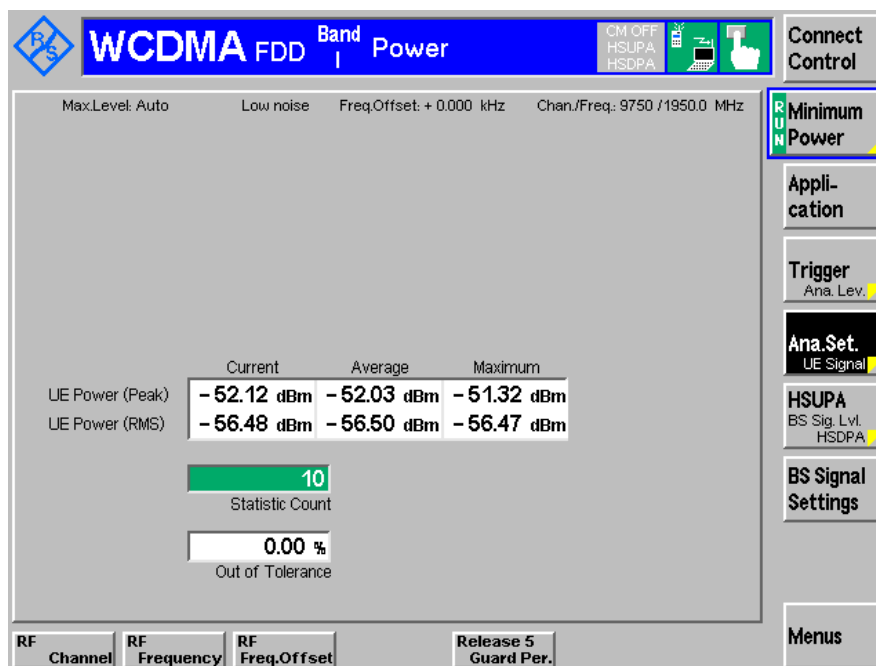 R/S
WCDMA FDD Band I Power
CM OFF
HSUPA
HSDPA
Connect
Control
Max.Level: Auto Low noise Freq.Offset: + 0.000 kHz Chan./Freq.: 9750 /1950.0 MHz
RUN
Minimum
Power
Appli-
cation
Trigger
Ana. Lev.
Ana.Set.
UE Signal
Current Average Maximum
UE Power (Peak) - 52.12 dBm - 52.03 dBm - 51.32 dBm
UE Power (RMS) - 56.48 dBm - 56.50 dBm - 56.47 dBm
HSUPA
BS Sig. Lvl.
HSDPA
10
Statistic Count
BS Signal
Settings
0.00 %
Out of Tolerance
Menus
RF
Channel
RF
Frequency
RF
Freq.Offset
Release 5
Guard Per.